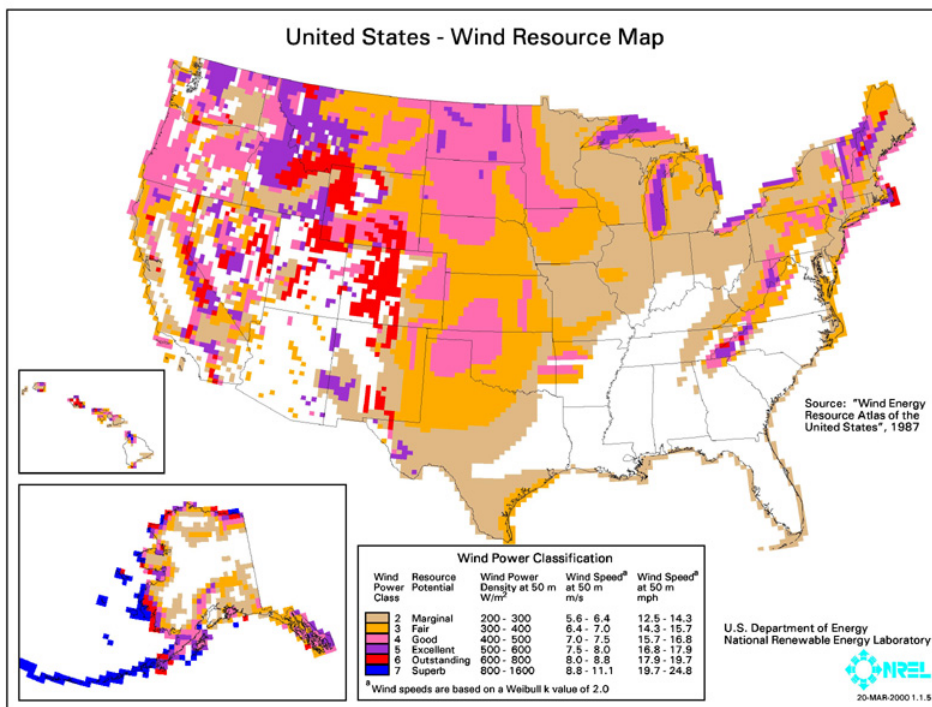 United States - Wind Resource Map
Source: "Wind Energy
Resource Atlas of the
United States", 1987
Wind Power Classification
Wind Power Class Resource Potential Wind Power Density at 50 m W/m² Wind Speedᵃ at 50 m m/s Wind Speedᵃ at 50 m mph
2 Marginal 200 - 300 5.6 - 6.4 12.5 - 14.3
3 Fair 300 - 400 6.4 - 7.0 14.3 - 15.7
4 Good 400 - 500 7.0 - 7.5 15.7 - 16.8
5 Excellent 500 - 600 7.5 - 8.0 16.8 - 17.9
6 Outstanding 600 - 800 8.0 - 8.8 17.9 - 19.7
7 Superb 800 - 1600 8.8 - 11.1 19.7 - 24.8
ᵃ Wind speeds are based on a Weibull k value of 2.0
U.S. Department of Energy
National Renewable Energy Laboratory
NREL
20-MAR-2000 1.1.5